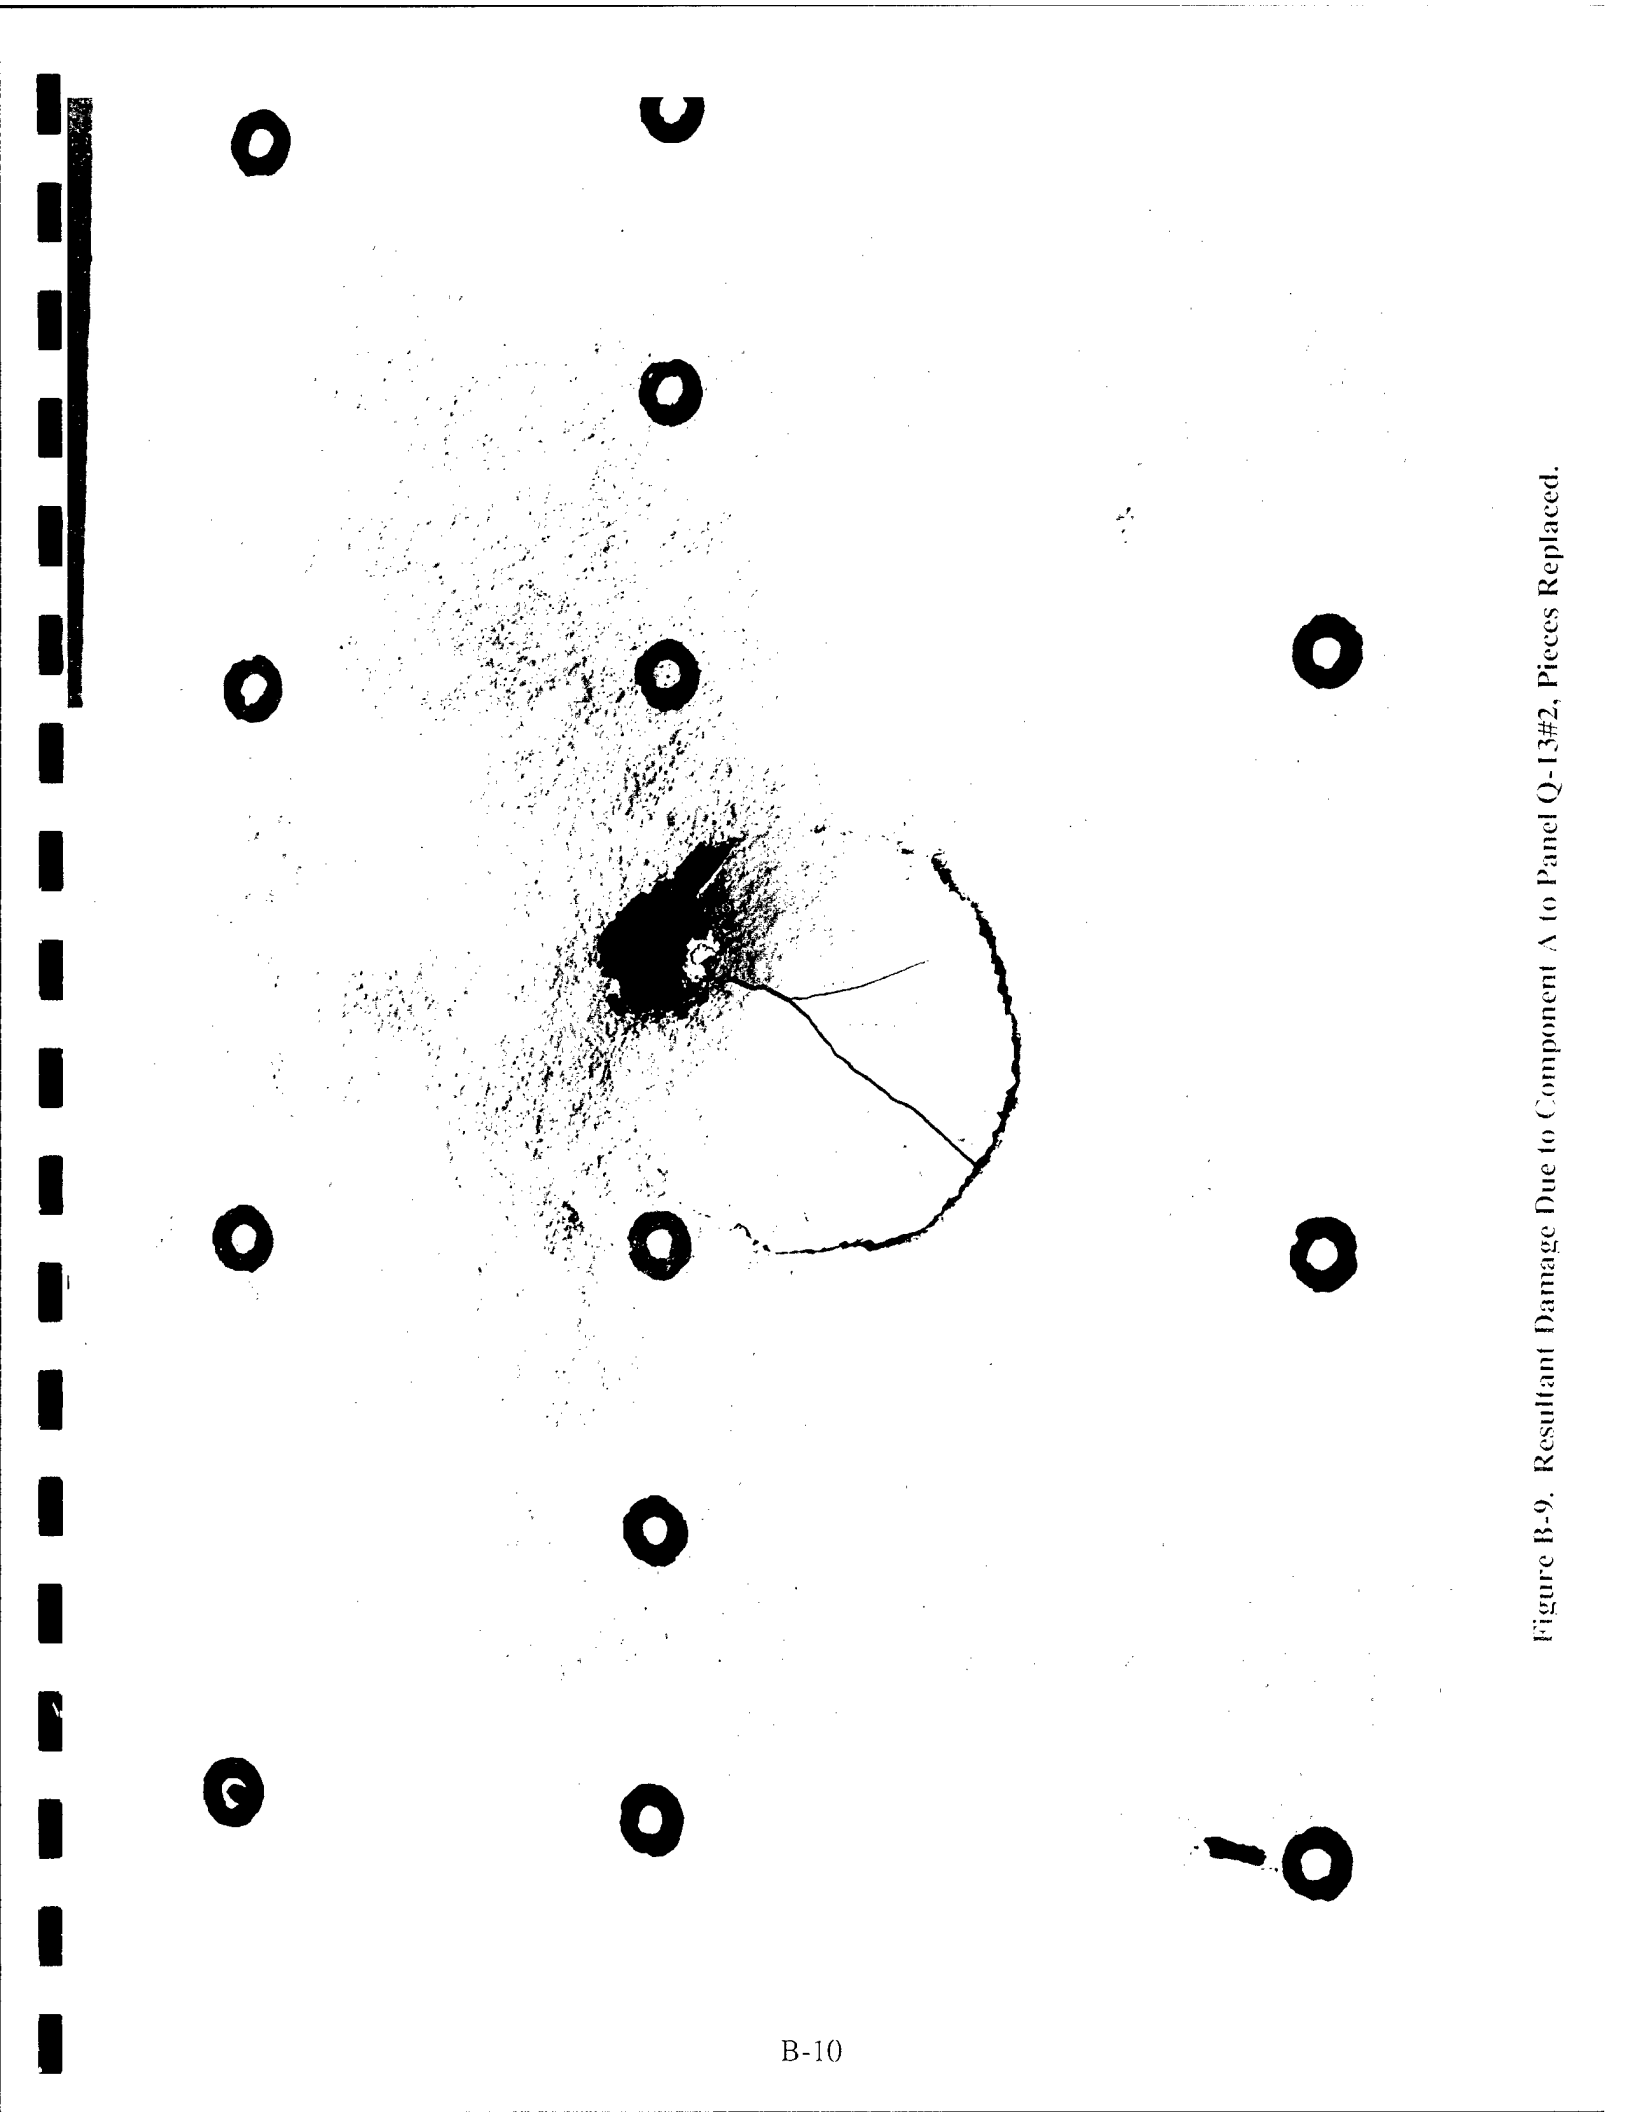 Figure B-9. Resultant Damage Due to Component A to Panel Q-13#2, Pieces Replaced.
B-10